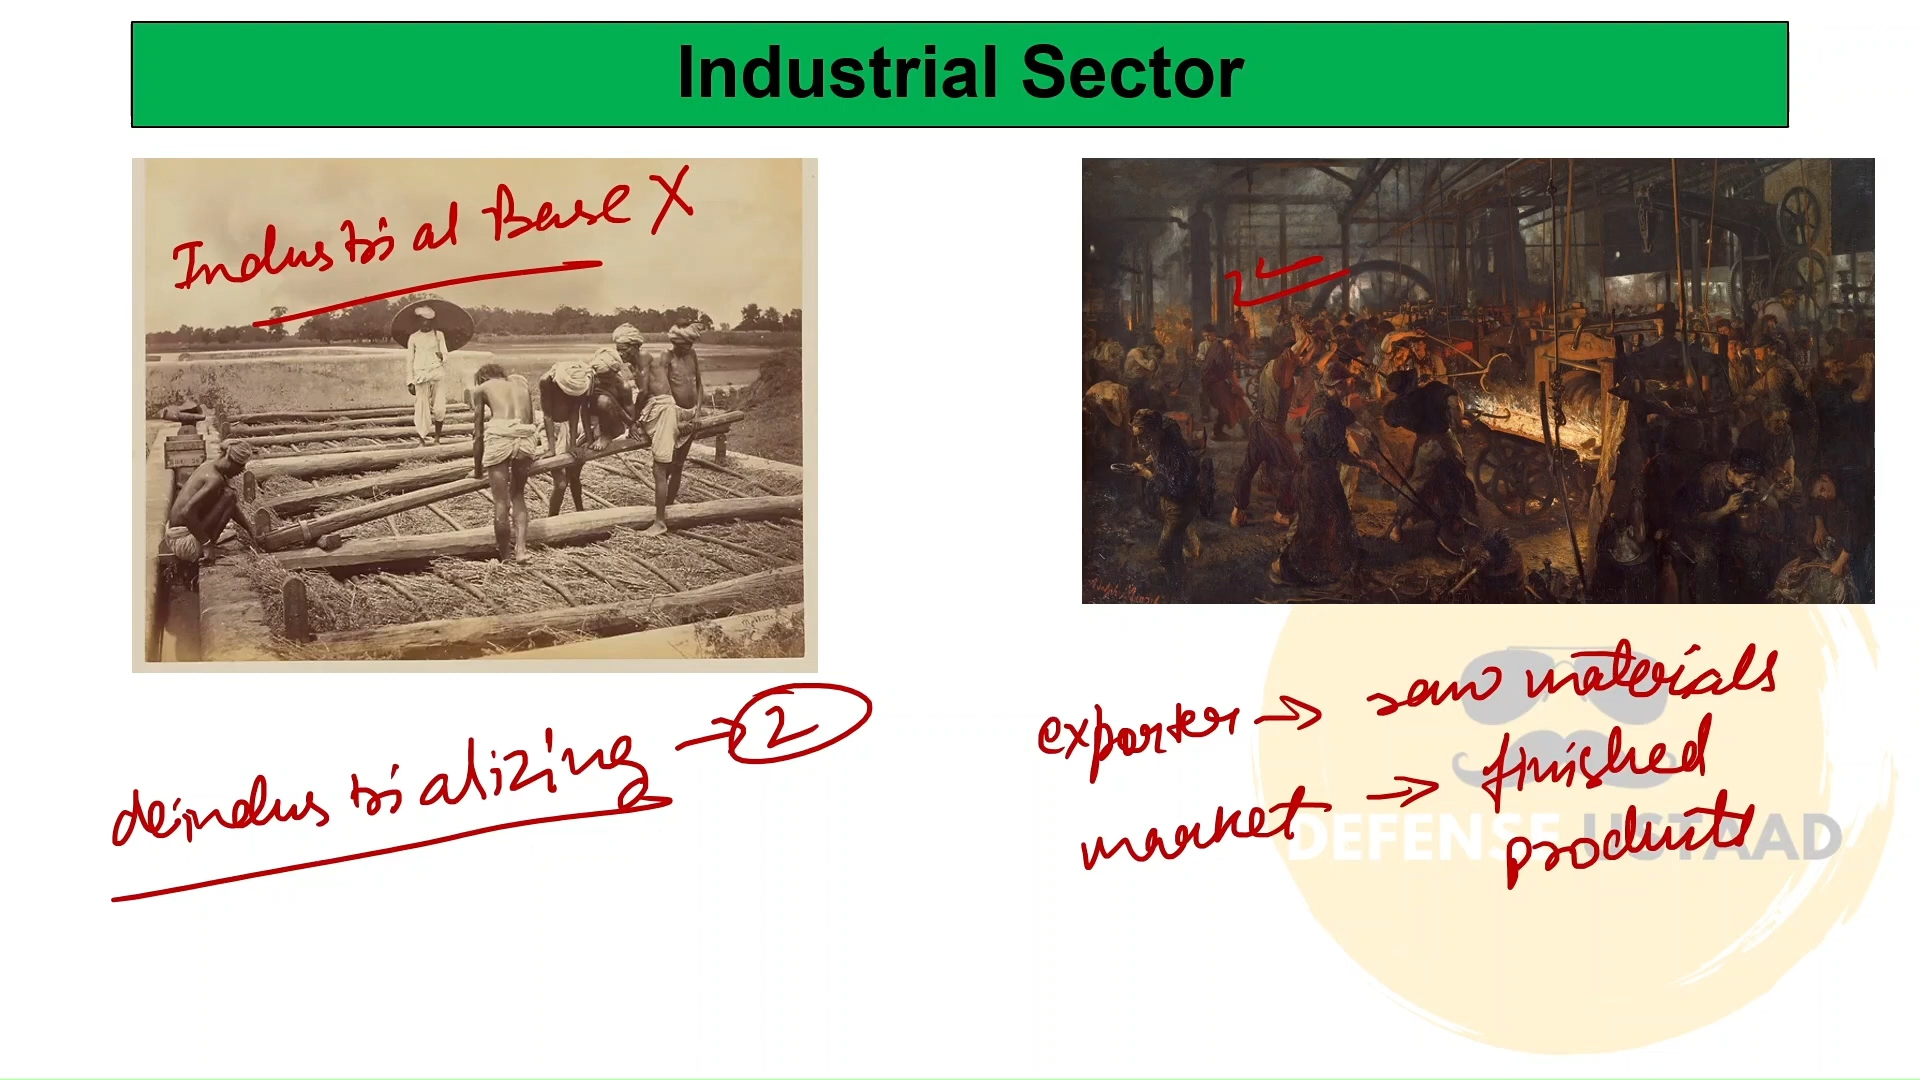 Industrial Sector
Industrial Base X
deindustrializing → 2
exporter → raw materials
market → finished
products
DEFENSE USTAAD